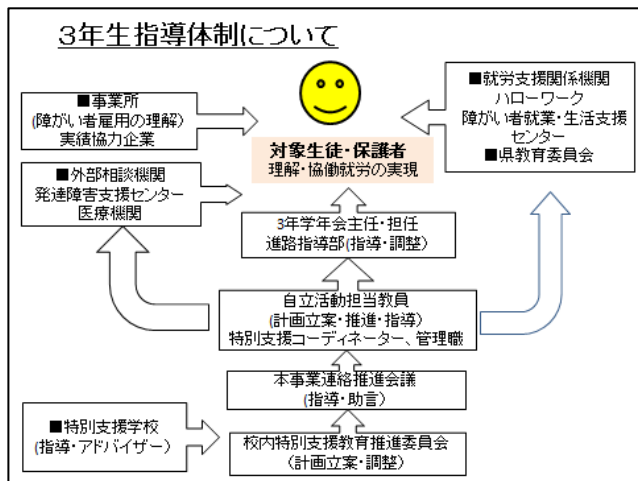 3年生指導体制について
■事業所
(障がい者雇用の理解)
実績協力企業
■就労支援関係機関
ハローワーク
障がい者就業・生活支援
センター
■県教育委員会
対象生徒・保護者
理解・協働就労の実現
■外部相談機関
発達障害支援センター
医療機関
3年学年会主任・担任
進路指導部(指導・調整)
自立活動担当教員
(計画立案・推進・指導)
特別支援コーディネーター、管理職
本事業連絡推進会議
(指導・助言)
■特別支援学校
(指導・アドバイザー)
校内特別支援教育推進委員会
(計画立案・調整)